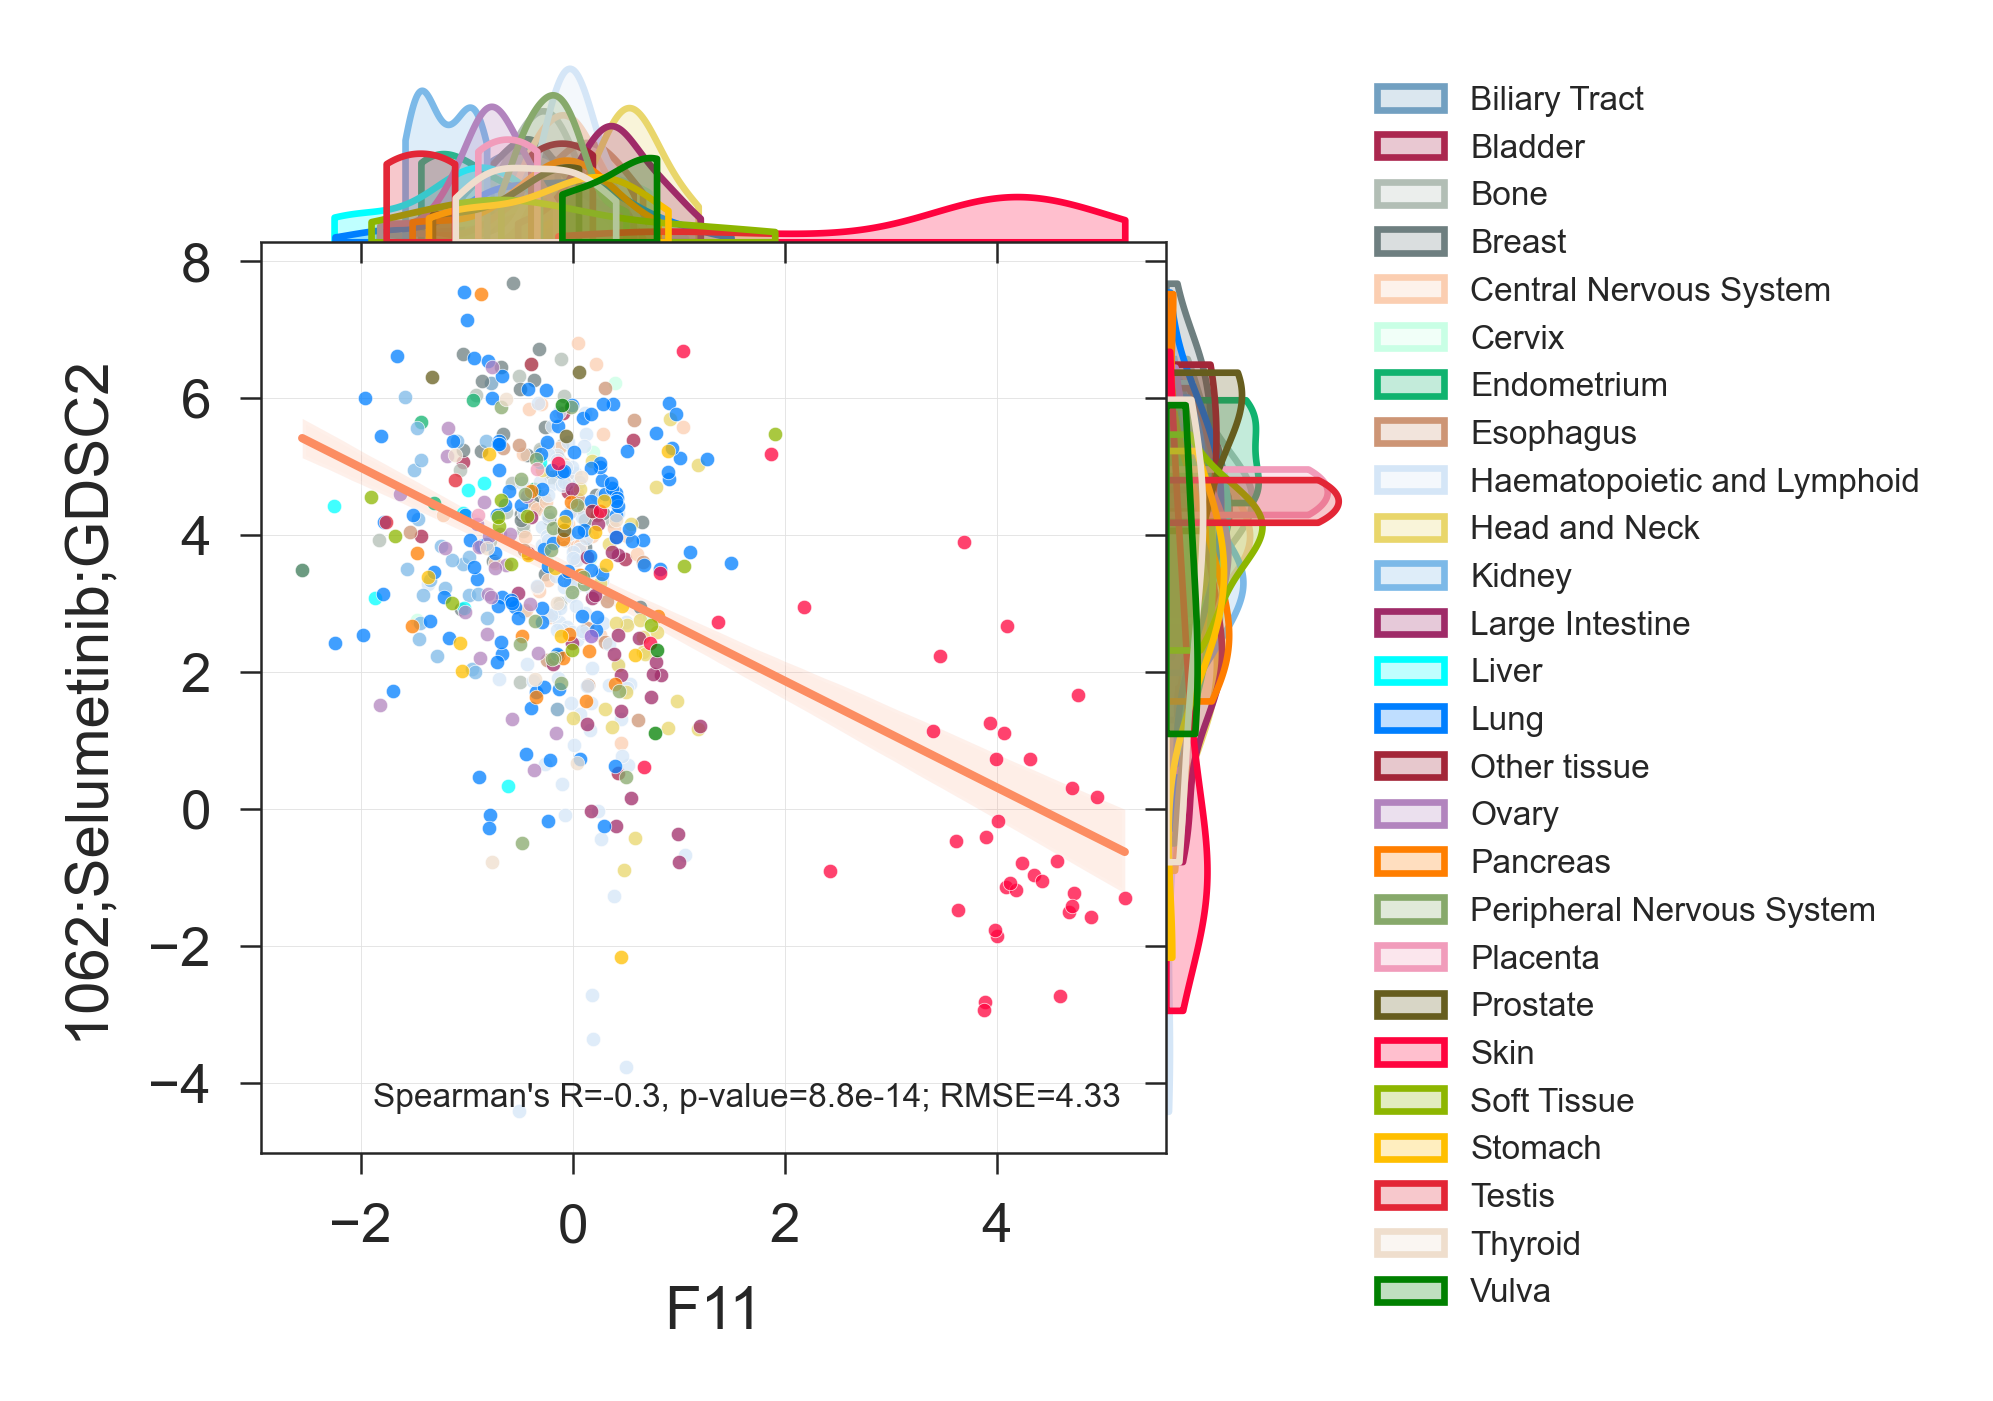 8
6
4
2
0
−2
−4
1062;Selumetinib;GDSC2
Spearman's R=-0.3, p-value=8.8e-14; RMSE=4.33
−2 0 2 4
F11
Biliary Tract
Bladder
Bone
Breast
Central Nervous System
Cervix
Endometrium
Esophagus
Haematopoietic and Lymphoid
Head and Neck
Kidney
Large Intestine
Liver
Lung
Other tissue
Ovary
Pancreas
Peripheral Nervous System
Placenta
Prostate
Skin
Soft Tissue
Stomach
Testis
Thyroid
Vulva